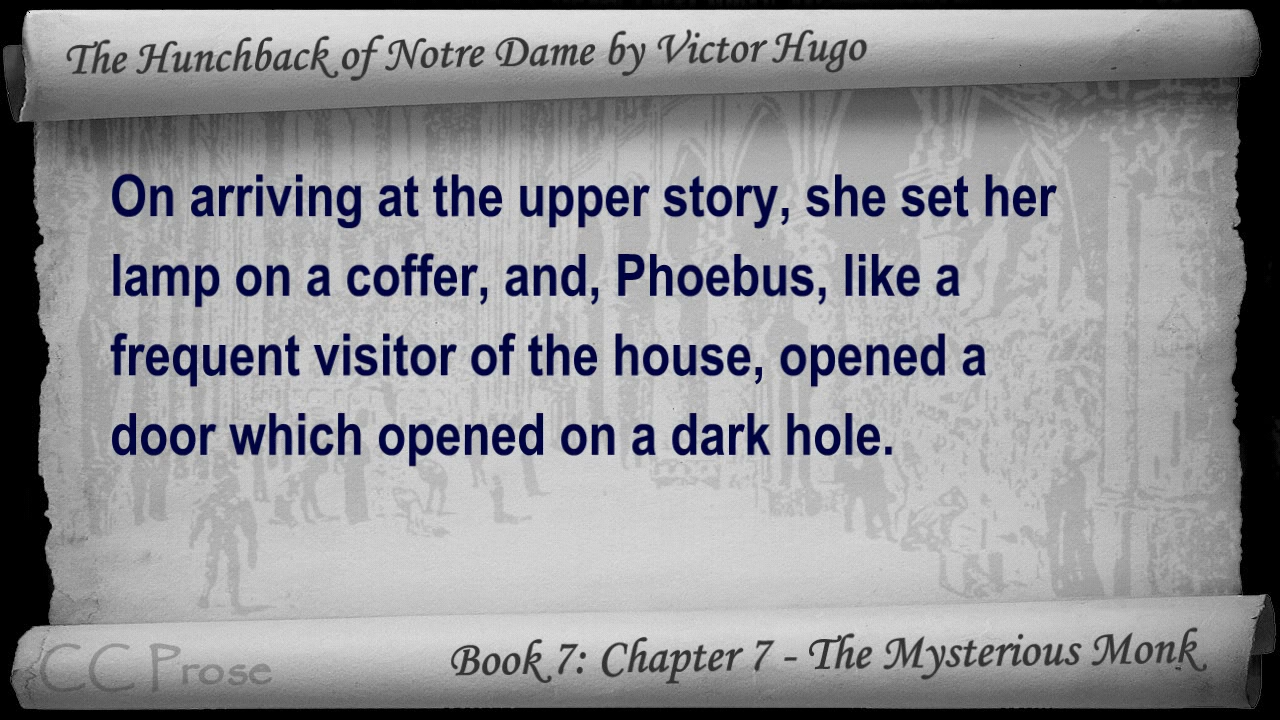 The Hunchback of Notre Dame by Victor Hugo
On arriving at the upper story, she set her
lamp on a coffer, and, Phoebus, like a
frequent visitor of the house, opened a
door which opened on a dark hole.
CC Prose
Book 7: Chapter 7 - The Mysterious Monk